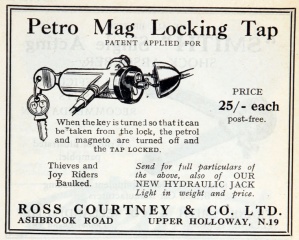 Petro Mag Locking Tap
PATENT APPLIED FOR
PRICE
25/- each
post-free.
When the key is turned so that it can
be taken from the lock, the petrol
and magneto are turned off and
the TAP LOCKED.
Thieves and
Joy Riders
Baulked.
Send for full particulars of
the above, also of OUR
NEW HYDRAULIC JACK
Light in weight and price.
ROSS COURTNEY & CO. LTD.
ASHBROOK ROAD UPPER HOLLOWAY, N.19